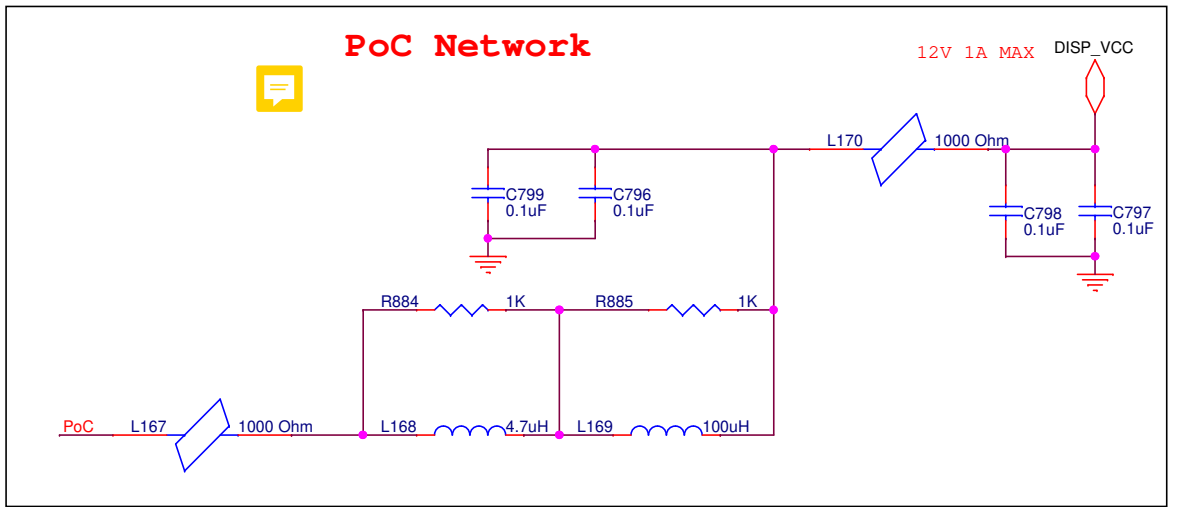 PoC Network
12V 1A MAX
DISP_VCC
L170
1000 Ohm
C799
0.1uF
C796
0.1uF
C798
0.1uF
C797
0.1uF
R884
1K
R885
1K
PoC
L167
1000 Ohm
L168
4.7uH
L169
100uH